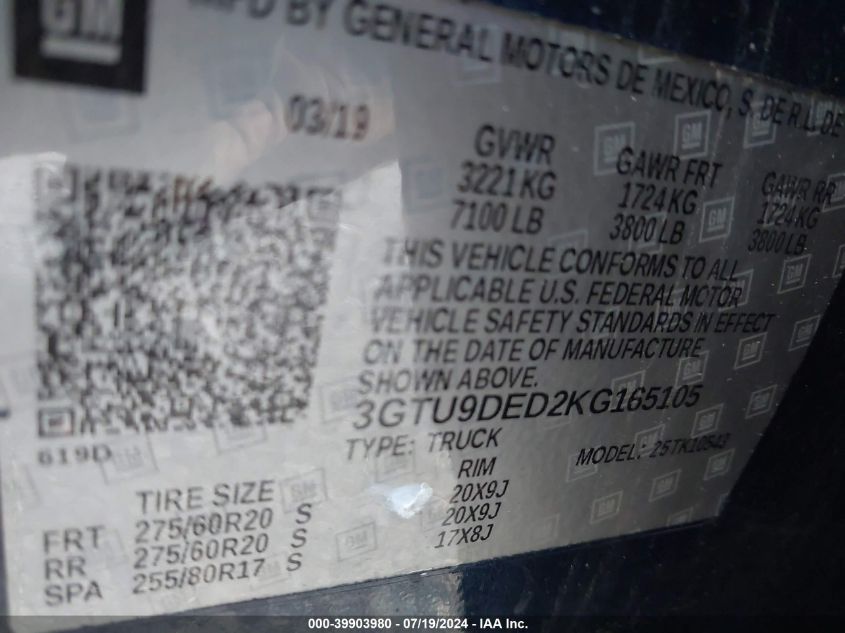 GM
MFD BY GENERAL MOTORS DE MEXICO, S. DE R.L. DE
03/19
GVWR GAWR FRT GAWR RR
3221 KG 1724 KG 1724 KG
7100 LB 3800 LB 3800 LB
THIS VEHICLE CONFORMS TO ALL
APPLICABLE U.S. FEDERAL MOTOR
VEHICLE SAFETY STANDARDS IN EFFECT
ON THE DATE OF MANUFACTURE
SHOWN ABOVE.
3GTU9DED2KG165105
619D
TYPE: TRUCK MODEL: 25TK10543
TIRE SIZE RIM
FRT 275/60R20 S 20X9J
RR 275/60R20 S 20X9J
SPA 255/80R17 S 17X8J
000-39903980 - 07/19/2024 - IAA Inc.